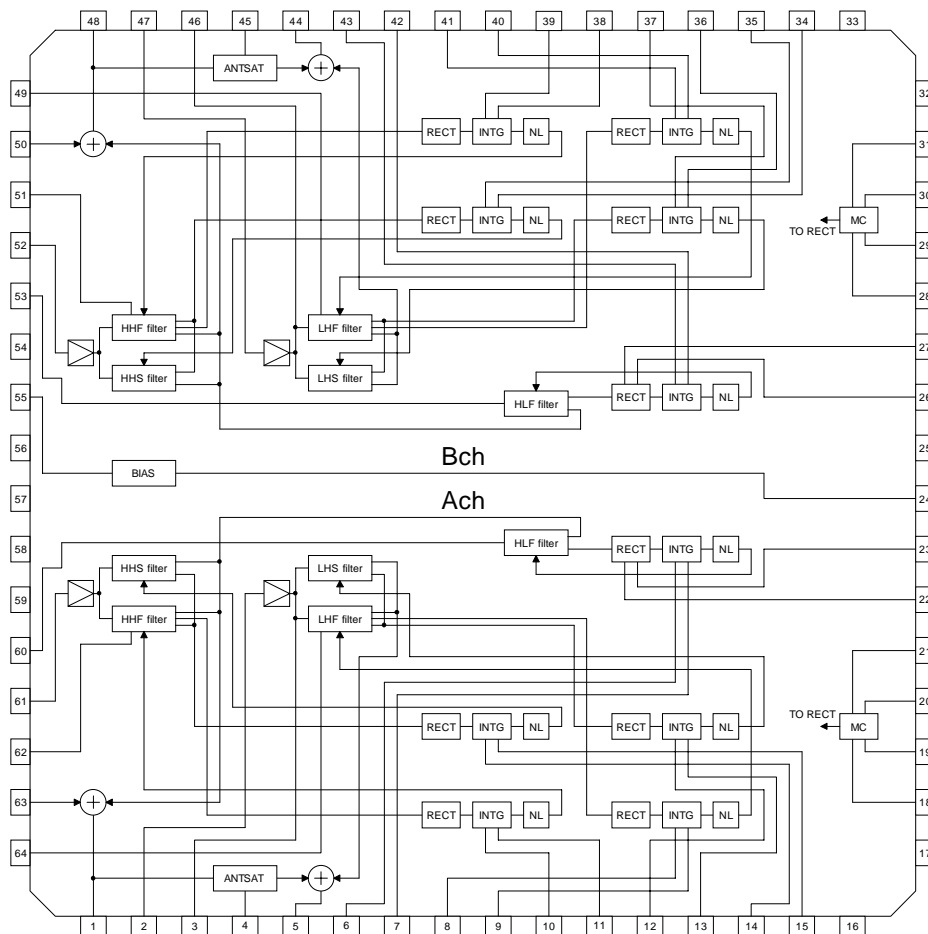 48 47 46 45 44 43 42 41 40 39 38 37 36 35 34 33
ANTSAT
49 32
RECT INTG NL RECT INTG NL
50 31
51 30
RECT INTG NL RECT INTG NL MC
TO RECT
52 29
53 28
HHF filter LHF filter
54 27
HHS filter LHS filter
55 HLF filter RECT INTG NL 26
56 Bch 25
BIAS
57 24
Ach
58 HLF filter RECT INTG NL 23
HHS filter LHS filter
59 22
HHF filter LHF filter
60 21
61 20
TO RECT
RECT INTG NL RECT INTG NL MC
62 19
63 18
RECT INTG NL RECT INTG NL
64 17
ANTSAT
1 2 3 4 5 6 7 8 9 10 11 12 13 14 15 16